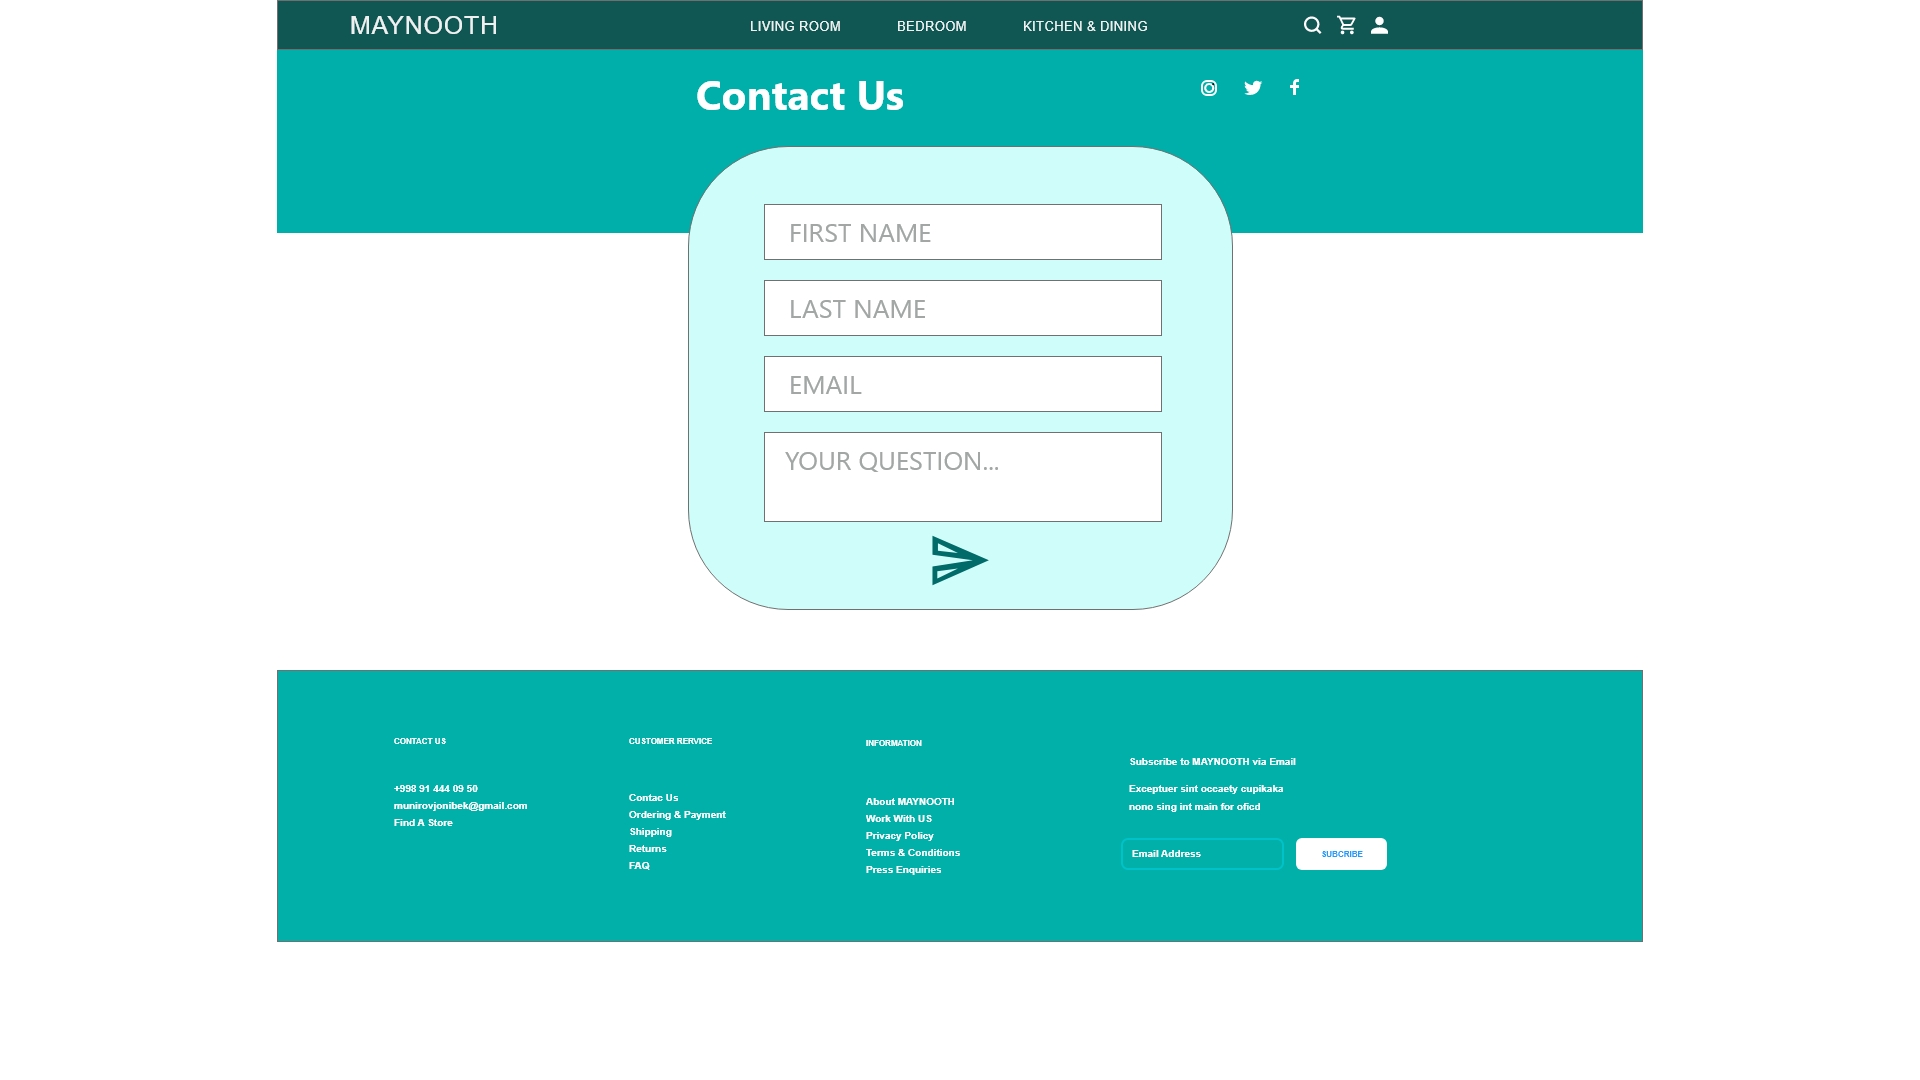 MAYNOOTH
LIVING ROOM
BEDROOM
KITCHEN & DINING
Contact Us
FIRST NAME
LAST NAME
EMAIL
YOUR QUESTION...
CONTACT US
+998 91 444 09 50
munirovjonibek@gmail.com
Find A Store
CUSTOMER RERVICE
Contac Us
Ordering & Payment
Shipping
Returns
FAQ
INFORMATION
About MAYNOOTH
Work With US
Privacy Policy
Terms & Conditions
Press Enquiries
Subscribe to MAYNOOTH via Email
Exceptuer sint occaety cupikaka
nono sing int main for oficd
Email Address
SUBCRIBE